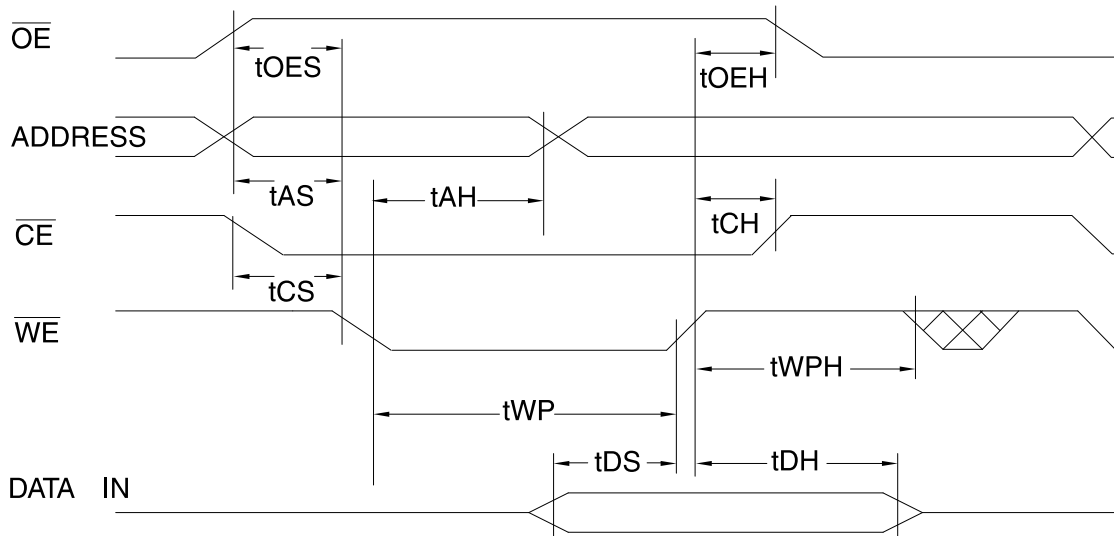 OE
tOES
tOEH
ADDRESS
tAS
tAH
tCH
CE
tCS
WE
tWPH
tWP
tDS
tDH
DATA IN